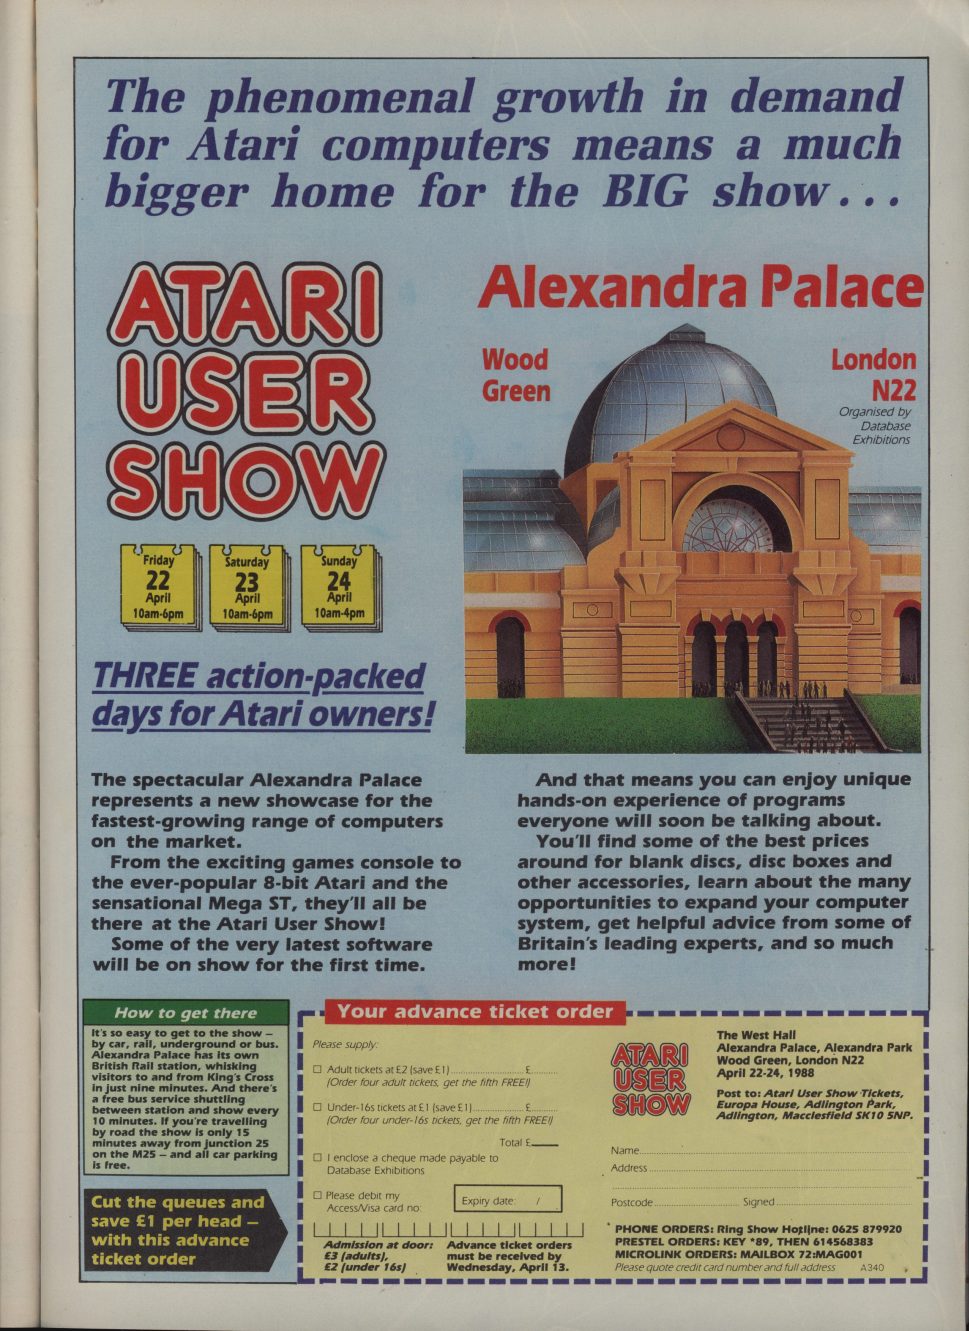 The phenomenal growth in demand
for Atari computers means a much
bigger home for the BIG show...
ATARI
USER
SHOW
Alexandra Palace
Wood
Green
London
N22
Organised by
Database
Exhibitions
Friday
22
April
10am-6pm
Saturday
23
April
10am-6pm
Sunday
24
April
10am-4pm
THREE action-packed
days for Atari owners!
The spectacular Alexandra Palace
represents a new showcase for the
fastest-growing range of computers
on the market.
From the exciting games console to
the ever-popular 8-bit Atari and the
sensational Mega ST, they'll all be
there at the Atari User Show!
Some of the very latest software
will be on show for the first time.
And that means you can enjoy unique
hands-on experience of programs
everyone will soon be talking about.
You'll find some of the best prices
around for blank discs, disc boxes and
other accessories, learn about the many
opportunities to expand your computer
system, get helpful advice from some of
Britain's leading experts, and so much
more!
How to get there
It's so easy to get to the show –
by car, rail, underground or bus.
Alexandra Palace has its own
British Rail station, whisking
visitors to and from King's Cross
in just nine minutes. And there's
a free bus service shuttling
between station and show every
10 minutes. If you're travelling
by road the show is only 15
minutes away from junction 25
on the M25 – and all car parking
is free.
Cut the queues and
save £1 per head –
with this advance
ticket order
Your advance ticket order
Please supply:
Adult tickets at £2 (save £1)....................£........
(Order four adult tickets, get the fifth FREE!)
Under-16s tickets at £1 (save £1)..............£........
(Order four under-16s tickets, get the fifth FREE!)
Total £
I enclose a cheque made payable to
Database Exhibitions
Please debit my
Access/Visa card no:
Expiry date: /
Admission at door:
£3 (adults),
£2 (under 16s)
Advance ticket orders
must be received by
Wednesday, April 13.
ATARI
USER
SHOW
The West Hall
Alexandra Palace, Alexandra Park
Wood Green, London N22
April 22-24, 1988
Post to: Atari User Show Tickets,
Europa House, Adlington Park,
Adlington, Macclesfield SK10 5NP.
Name
Address
Postcode Signed
PHONE ORDERS: Ring Show Hotline: 0625 879920
PRESTEL ORDERS: KEY *89, THEN 614568383
MICROLINK ORDERS: MAILBOX 72:MAG001
Please quote credit card number and full address A340